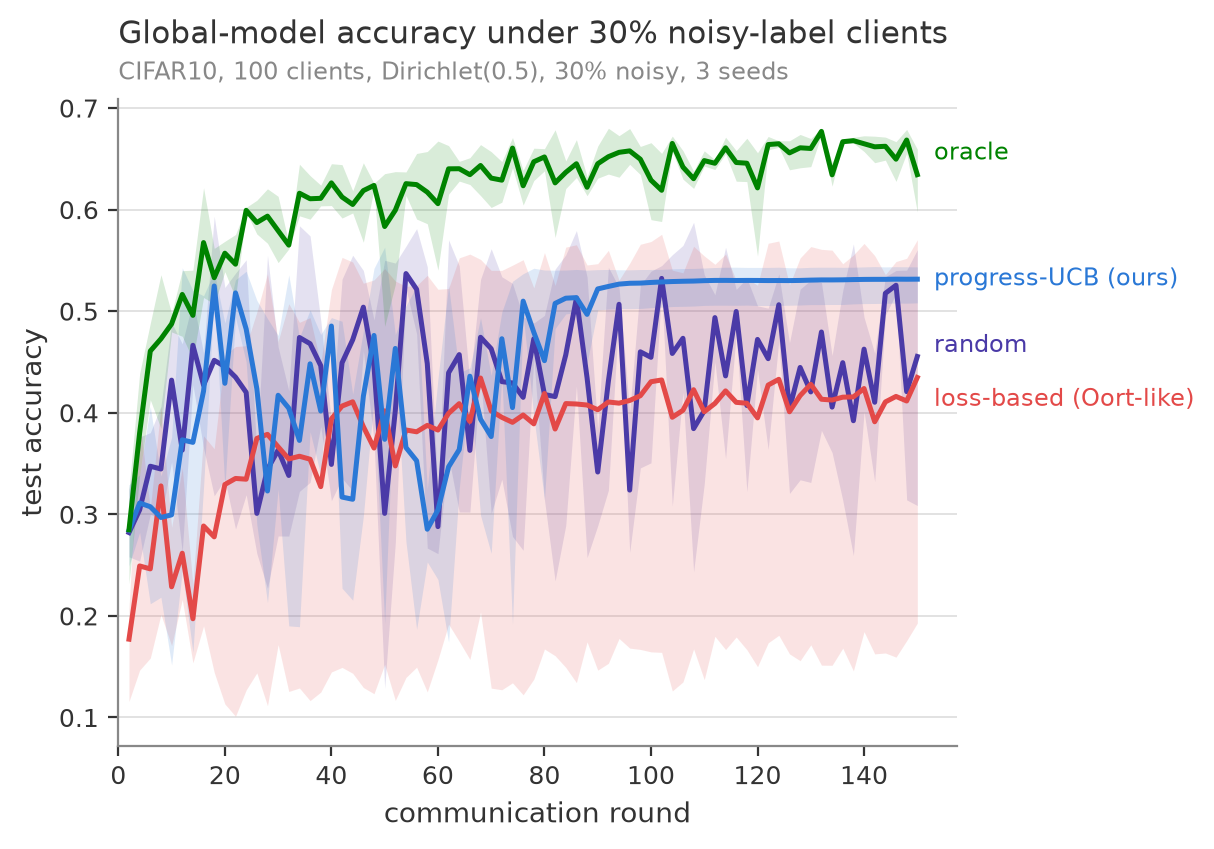 Global-model accuracy under 30% noisy-label clients
CIFAR10, 100 clients, Dirichlet(0.5), 30% noisy, 3 seeds
0.7
0.6
0.5
0.4
0.3
0.2
0.1
test accuracy
oracle
progress-UCB (ours)
random
loss-based (Oort-like)
0 20 40 60 80 100 120 140
communication round